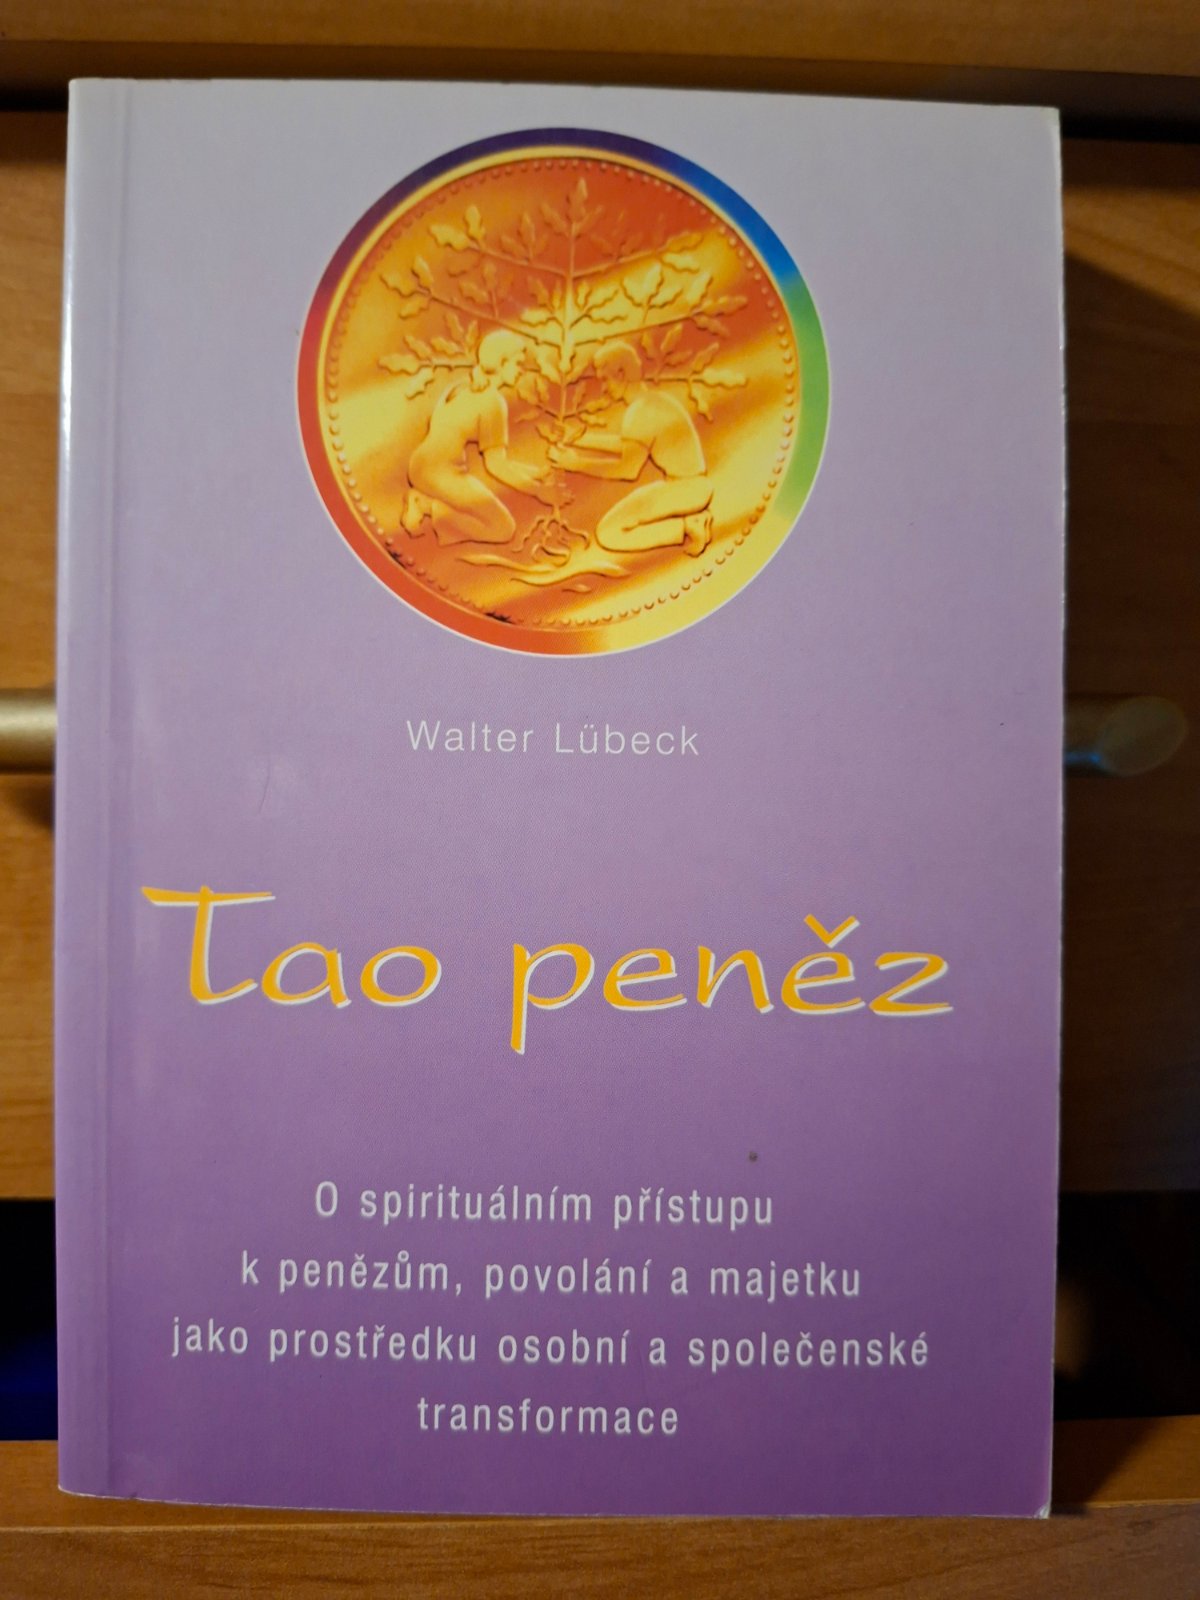 Walter Lübeck
Tao peněz
O spirituálním přístupu
k penězům, povolání a majetku
jako prostředku osobní a společenské
transformace